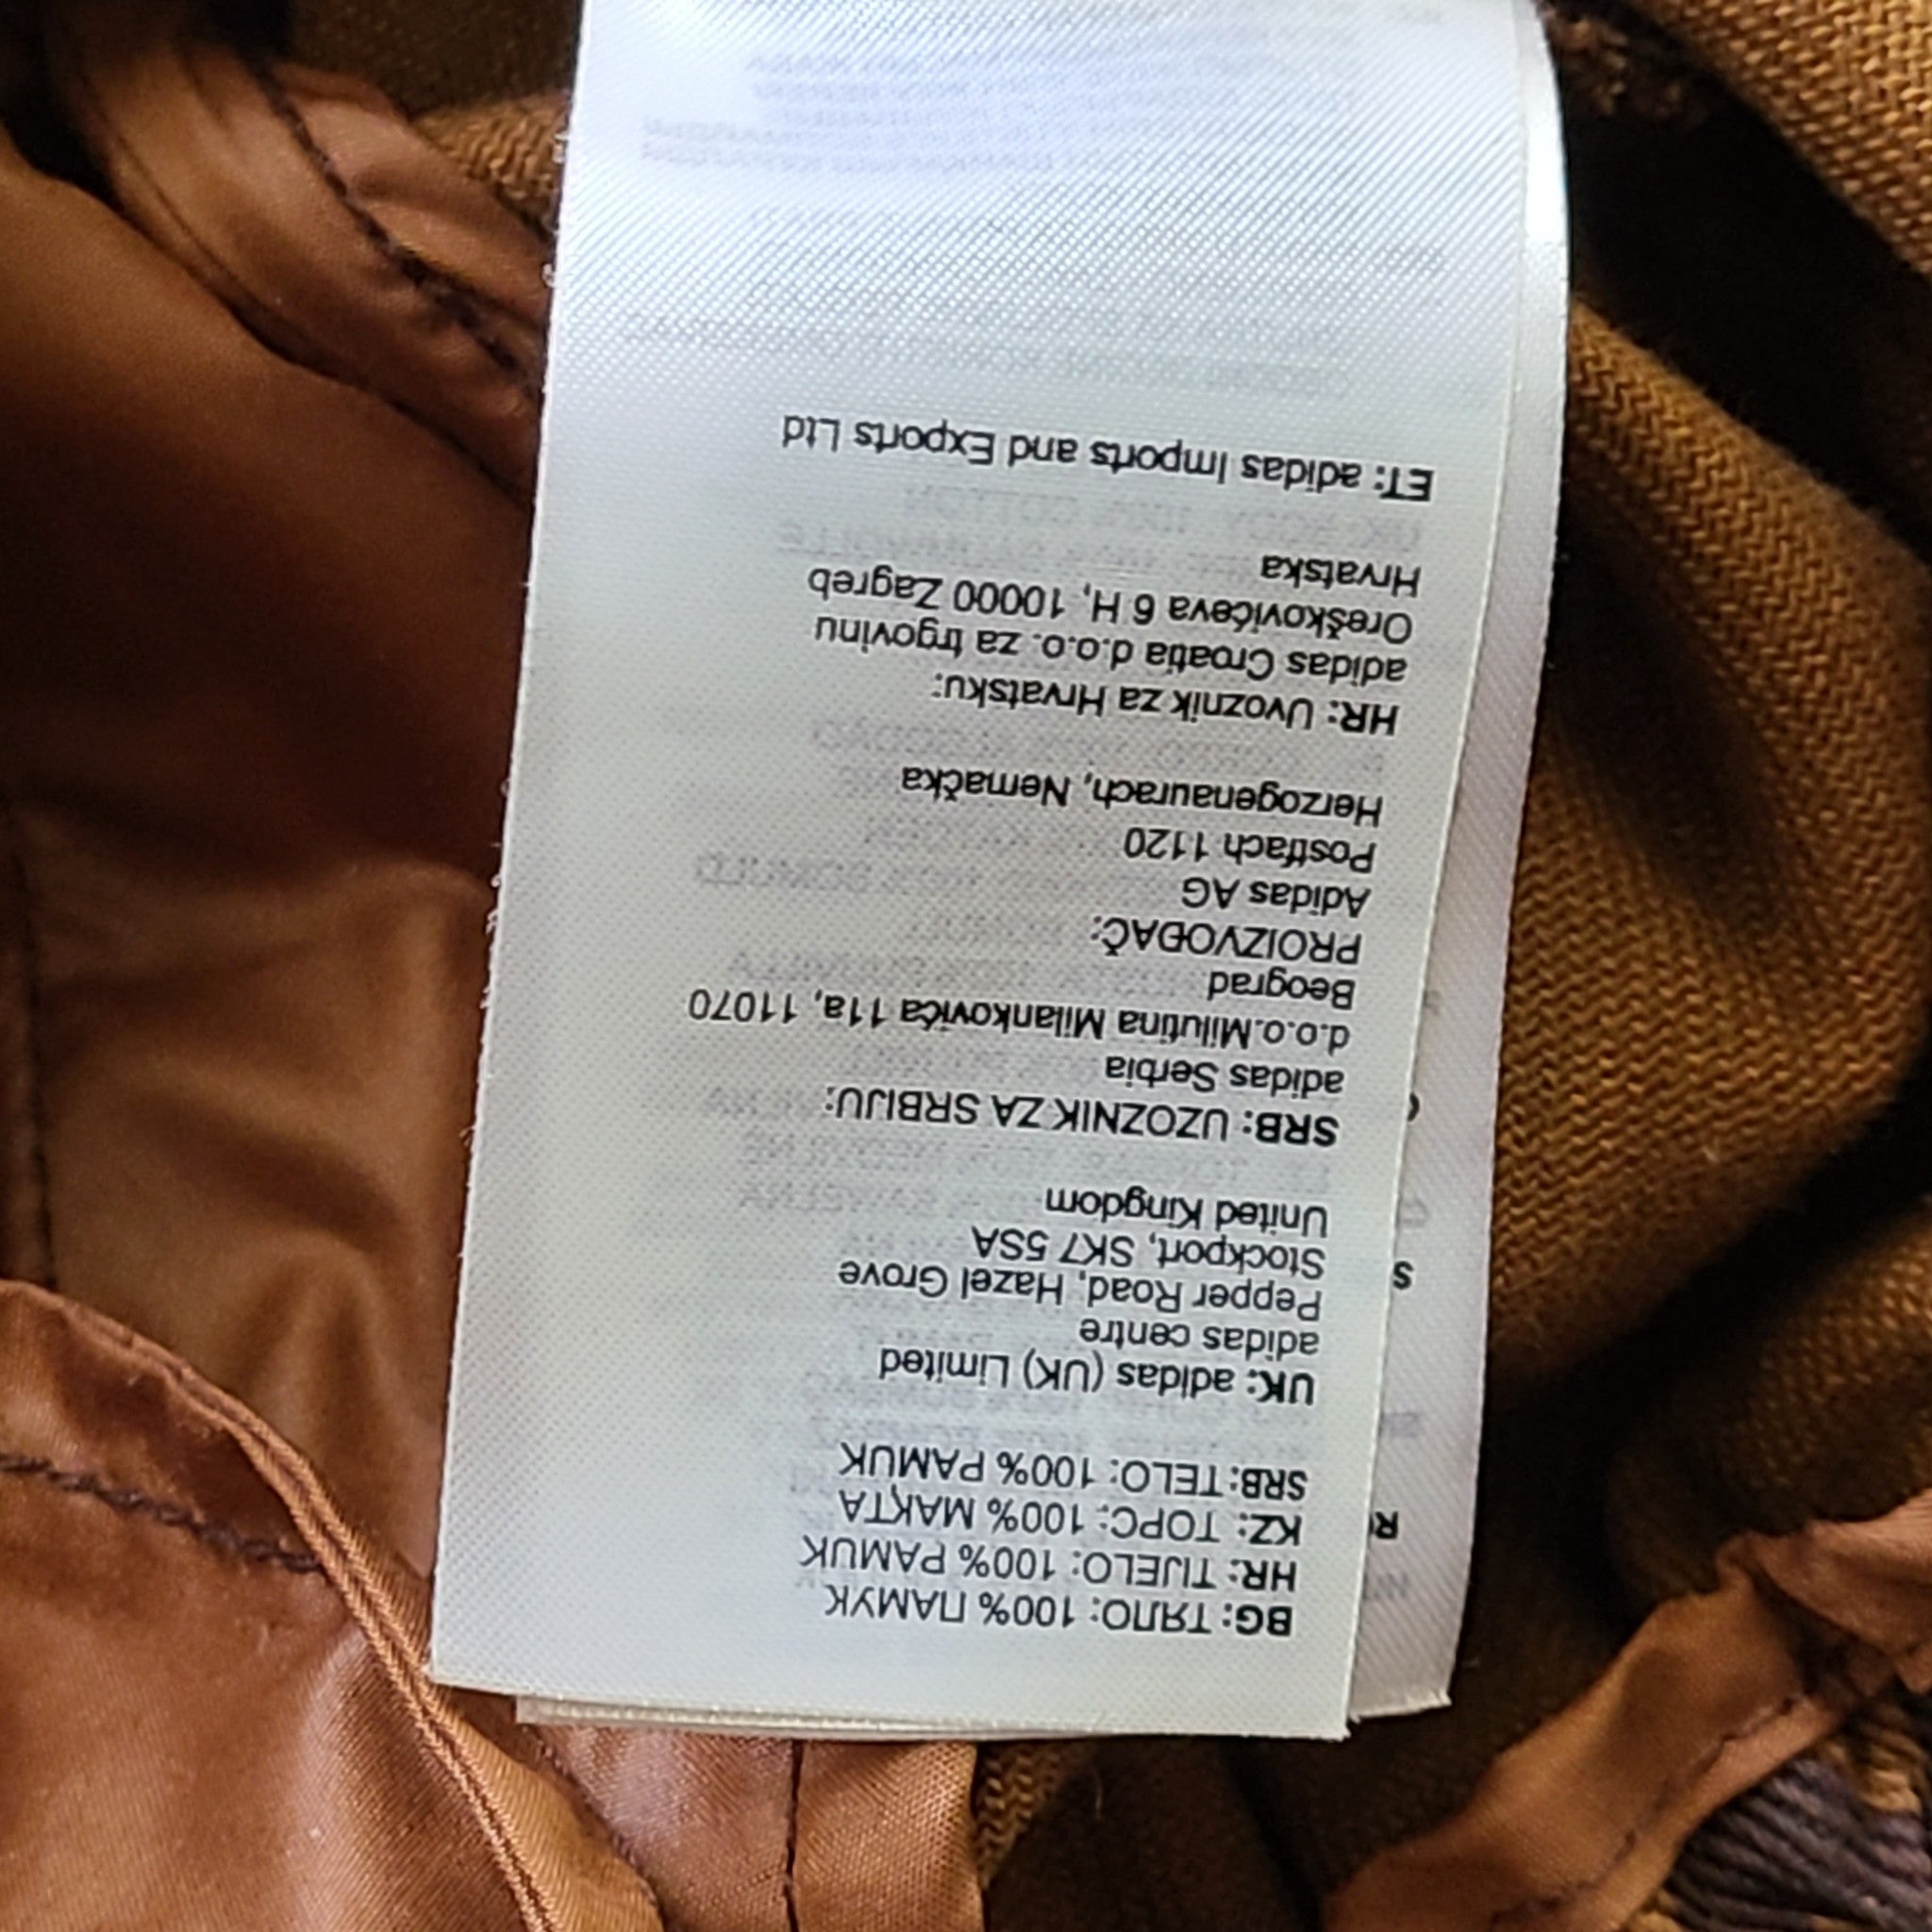 BG: ТЯЛО: 100% ПАМУК
HR: TIJELO: 100% PAMUK
KZ: ТОРС: 100% МАҚТА
SRB: TELO: 100% PAMUK
UK: adidas (UK) Limited
adidas centre
Pepper Road, Hazel Grove
Stockport, SK7 5SA
United Kingdom
SRB: UZOZNIK ZA SRBIJU:
adidas Serbia
d.o.o.Milutina Milankovića 11a, 11070
Beograd
PROIZVOĐAČ:
Adidas AG
Postfach 1120
Herzogenaurach, Nemačka
HR: Uvoznik za Hrvatsku:
adidas Croatia d.o.o. za trgovinu
Oreškovićeva 6 H, 10000 Zagreb
Hrvatska
ET: adidas Imports and Exports Ltd